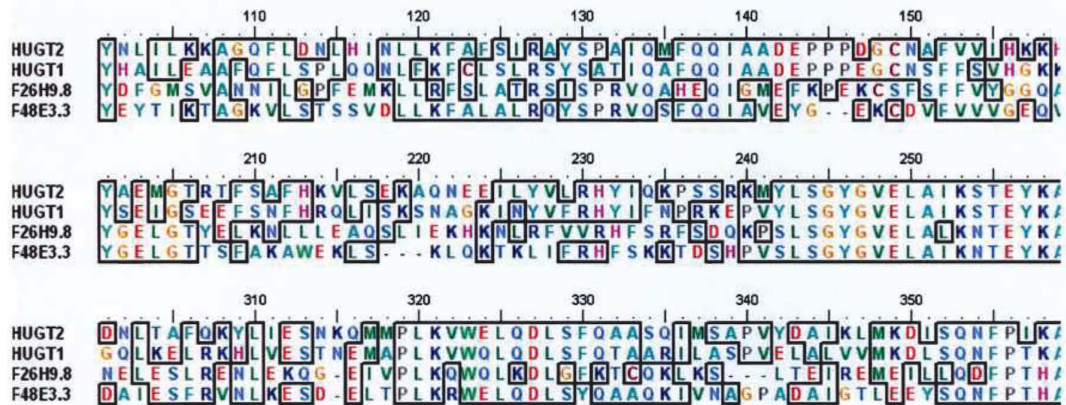 110 120 130 140 150
HUGT2 YNLILKKAGQFLDNLHINLLKFAFSIRAYSPAIQMFQQIAADEPPPDGCNAFVVIHKKH
HUGT1 YHAILEAAFQFLSPLQQNLFKFCLSLRSYSATIQAFQQIAADEPPPEGCNSFFSVHGKK
F26H9.8 YDFGMSVANNILGPFEMKLLRFSLATRSISPRVQAHEQIGMEFKPEKCSFSFFVYGGQA
F48E3.3 YEYTIKTAGKVLSTSSVDLLKFALALRQYSPRVQSFQQIAVEYG--EKCDVFVVVGEQV
210 220 230 240 250
HUGT2 YAEMGTRTFSAFHKVLSEKAQNEEILYVLRHYIQKPSSRKMYLSGYGVELAIKSTEYKA
HUGT1 YSEIGSEEFSNFHRQLISKSNAGKINYVFRHYIFNPRKEPVYLSGYGVELAIKSTEYKA
F26H9.8 YGELGTYELKNLLLEAQSLIEKHKNLRFVVRHFSRFSDQKPSLSGYGVELALKNTEYKA
F48E3.3 YGELGTTSFAKAWEKLS---KLQKTKLIFRHFSKKTDSHPVSLSGYGVELAIKNTEYKA
310 320 330 340 350
HUGT2 DNLTAFQKYLIESNKQMMPLKVWELQDLSFQAASQIMSAPVYDAIKLMKDISQNFPIKA
HUGT1 GQLKELRKHLVESTNEMAPLKVWQLQDLSFQTAARILASPVELALVVMKDLSQNFPTKA
F26H9.8 NELESLRENLEKQG-EIVPLKQWQLKDLGFKTCQKLKS---LTEIREMEILLQDFPTHA
F48E3.3 DAIESFRVNLKESD-ELTPLKRWELQDLSYQAAQKIVNAGPADAIGTLEEYSQNFPTHA